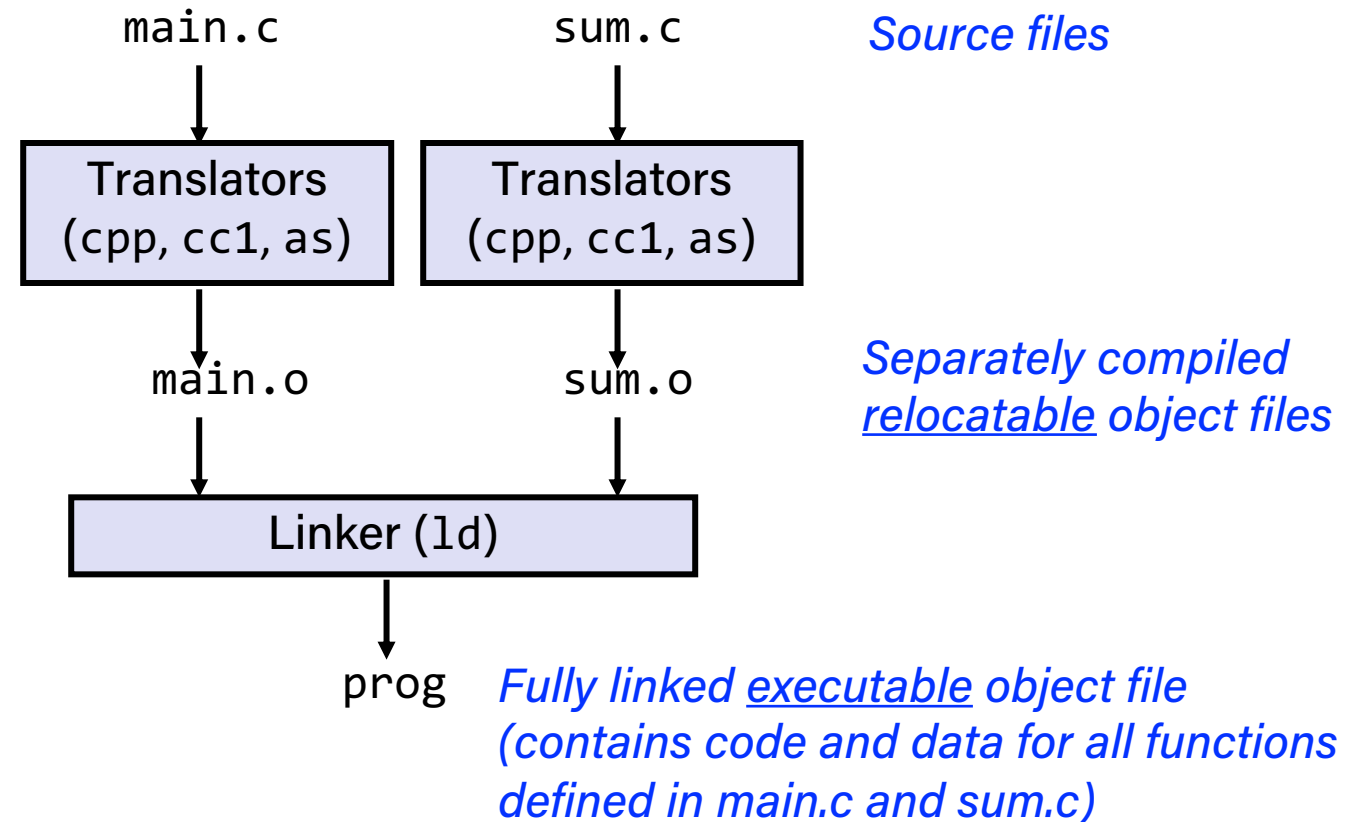 main.c sum.c Source files
Translators Translators
(cpp, cc1, as) (cpp, cc1, as)
main.o sum.o
Separately compiled
relocatable object files
Linker (ld)
prog Fully linked executable object file
(contains code and data for all functions
defined in main.c and sum.c)